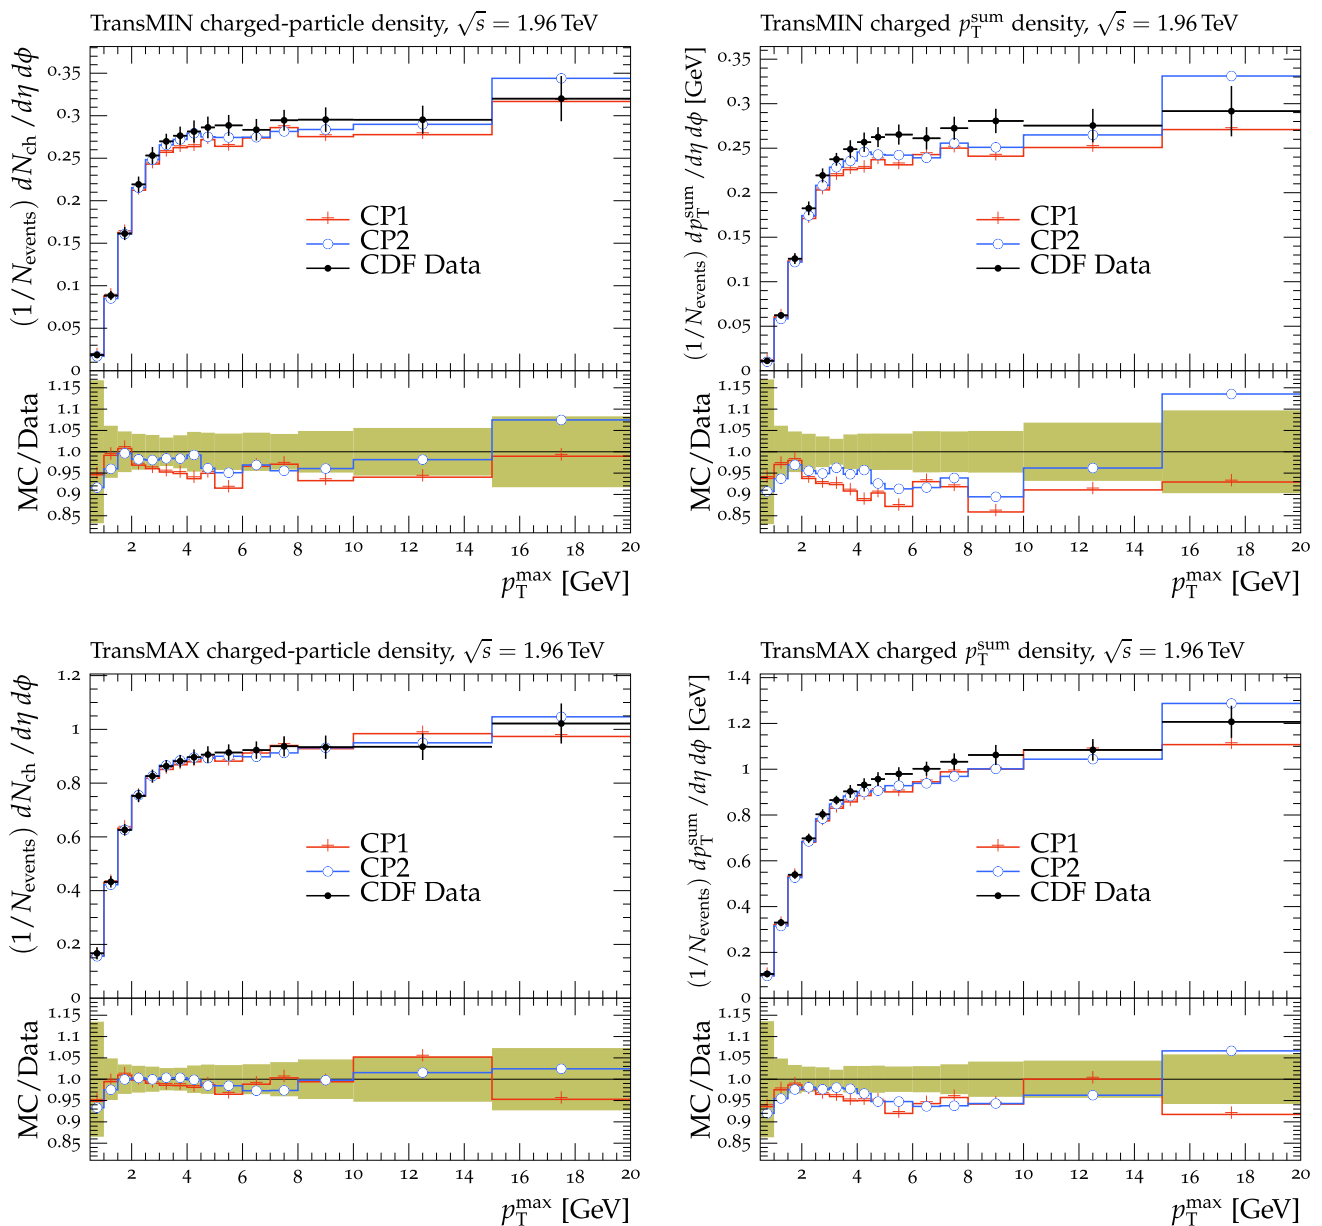 TransMIN charged-particle density, √s = 1.96 TeV
(1/N_events) dN_ch/dη dϕ
0.35
0.3
0.25
0.2
0.15
0.1
0.05
0
CP1
CP2
CDF Data
MC/Data
1.15
1.1
1.05
1.0
0.95
0.9
0.85
2 4 6 8 10 12 14 16 18 20
p_T^max [GeV]
TransMIN charged p_T^sum density, √s = 1.96 TeV
(1/N_events) dp_T^sum/dη dϕ [GeV]
0.35
0.3
0.25
0.2
0.15
0.1
0.05
0
CP1
CP2
CDF Data
MC/Data
1.15
1.1
1.05
1.0
0.95
0.9
0.85
2 4 6 8 10 12 14 16 18 20
p_T^max [GeV]
TransMAX charged-particle density, √s = 1.96 TeV
(1/N_events) dN_ch/dη dϕ
1.2
1
0.8
0.6
0.4
0.2
0
CP1
CP2
CDF Data
MC/Data
1.15
1.1
1.05
1.0
0.95
0.9
0.85
2 4 6 8 10 12 14 16 18 20
p_T^max [GeV]
TransMAX charged p_T^sum density, √s = 1.96 TeV
(1/N_events) dp_T^sum/dη dϕ [GeV]
1.4
1.2
1
0.8
0.6
0.4
0.2
0
CP1
CP2
CDF Data
MC/Data
1.15
1.1
1.05
1.0
0.95
0.9
0.85
2 4 6 8 10 12 14 16 18 20
p_T^max [GeV]